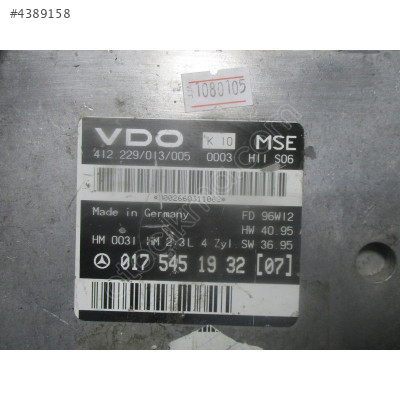 #4389158
1080105
VDO K 10 MSE
412.229/013/005 0003 H11 S06
Made in Germany FD 96W12
HW 40 95
HM 0031 HM 2.3L 4 Zyl SW 36.95
017 545 19 32 [07]